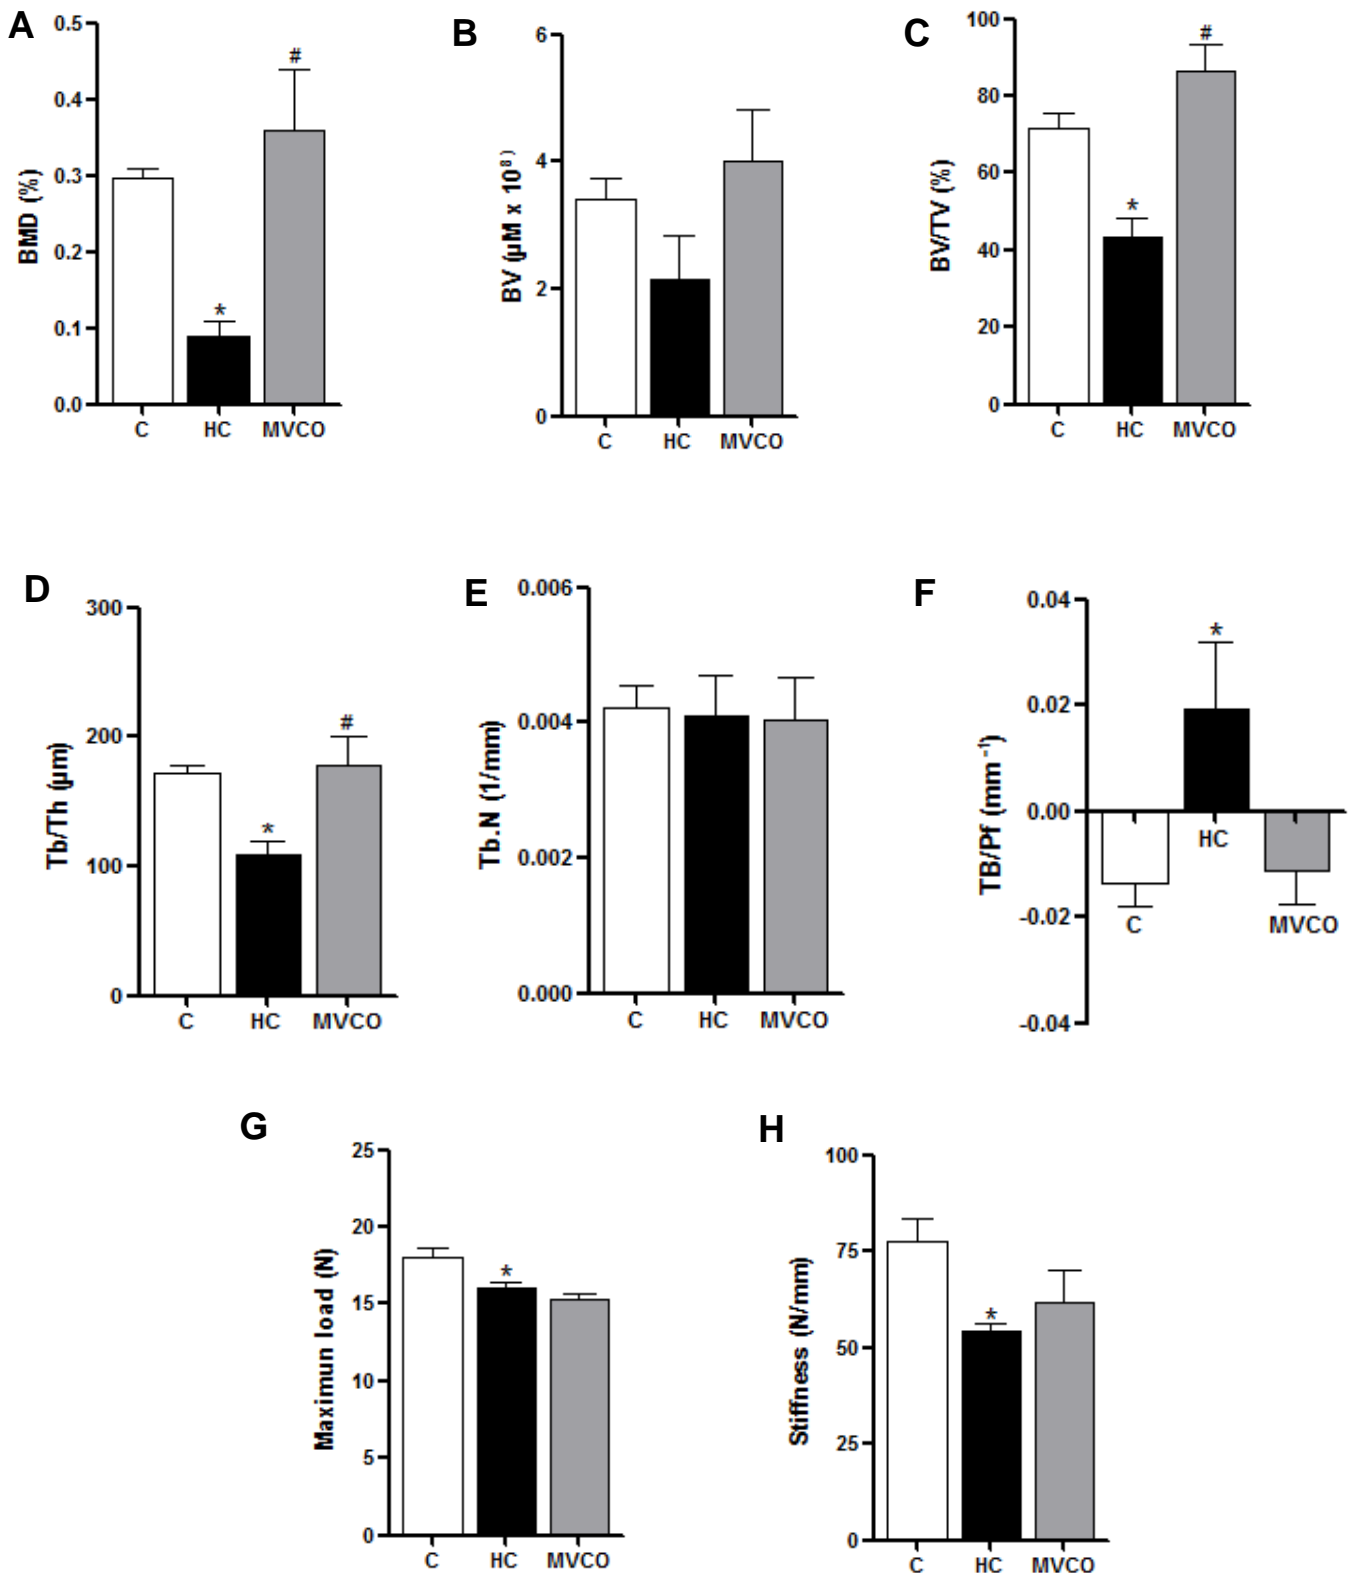 A
BMD (%)
0.5
0.4
0.3
0.2
0.1
0.0
*
#
C HC MVCO
B
BV (µM x 10⁸ )
6
4
2
0
C HC MVCO
C
BV/TV (%)
100
80
60
40
20
0
*
#
C HC MVCO
D
Tb/Th (µm)
300
200
100
0
*
#
C HC MVCO
E
Tb.N (1/mm)
0.006
0.004
0.002
0.000
C HC MVCO
F
TB/Pf (mm⁻¹)
0.04
0.02
0.00
-0.02
-0.04
*
C HC MVCO
G
Maximun load (N)
25
20
15
10
5
0
*
C HC MVCO
H
Stiffness (N/mm)
100
75
50
25
0
*
C HC MVCO